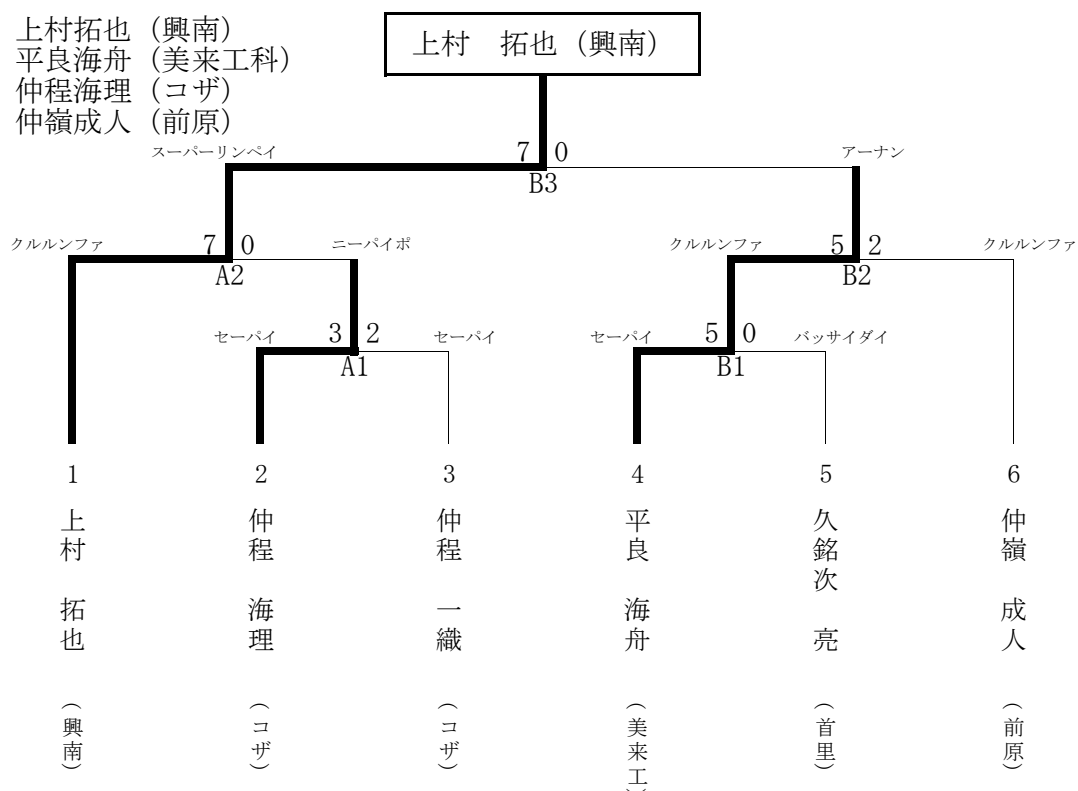 上村拓也（興南）
平良海舟（美来工科）
仲程海理（コザ）
仲嶺成人（前原）
上村　拓也（興南）
スーパーリンペイ
7 0
アーナン
B3
クルルンファ
7 0
ニーパイポ
A2
クルルンファ
5 2
クルルンファ
B2
セーパイ
3 2
セーパイ
A1
セーパイ
5 0
バッサイダイ
B1
1
2
3
4
5
6
上村　拓也
仲程　海理
仲程　一織
平良　海舟
久銘次　亮
仲嶺　成人
（興南）
（コザ）
（コザ）
（美来工）
（首里）
（前原）